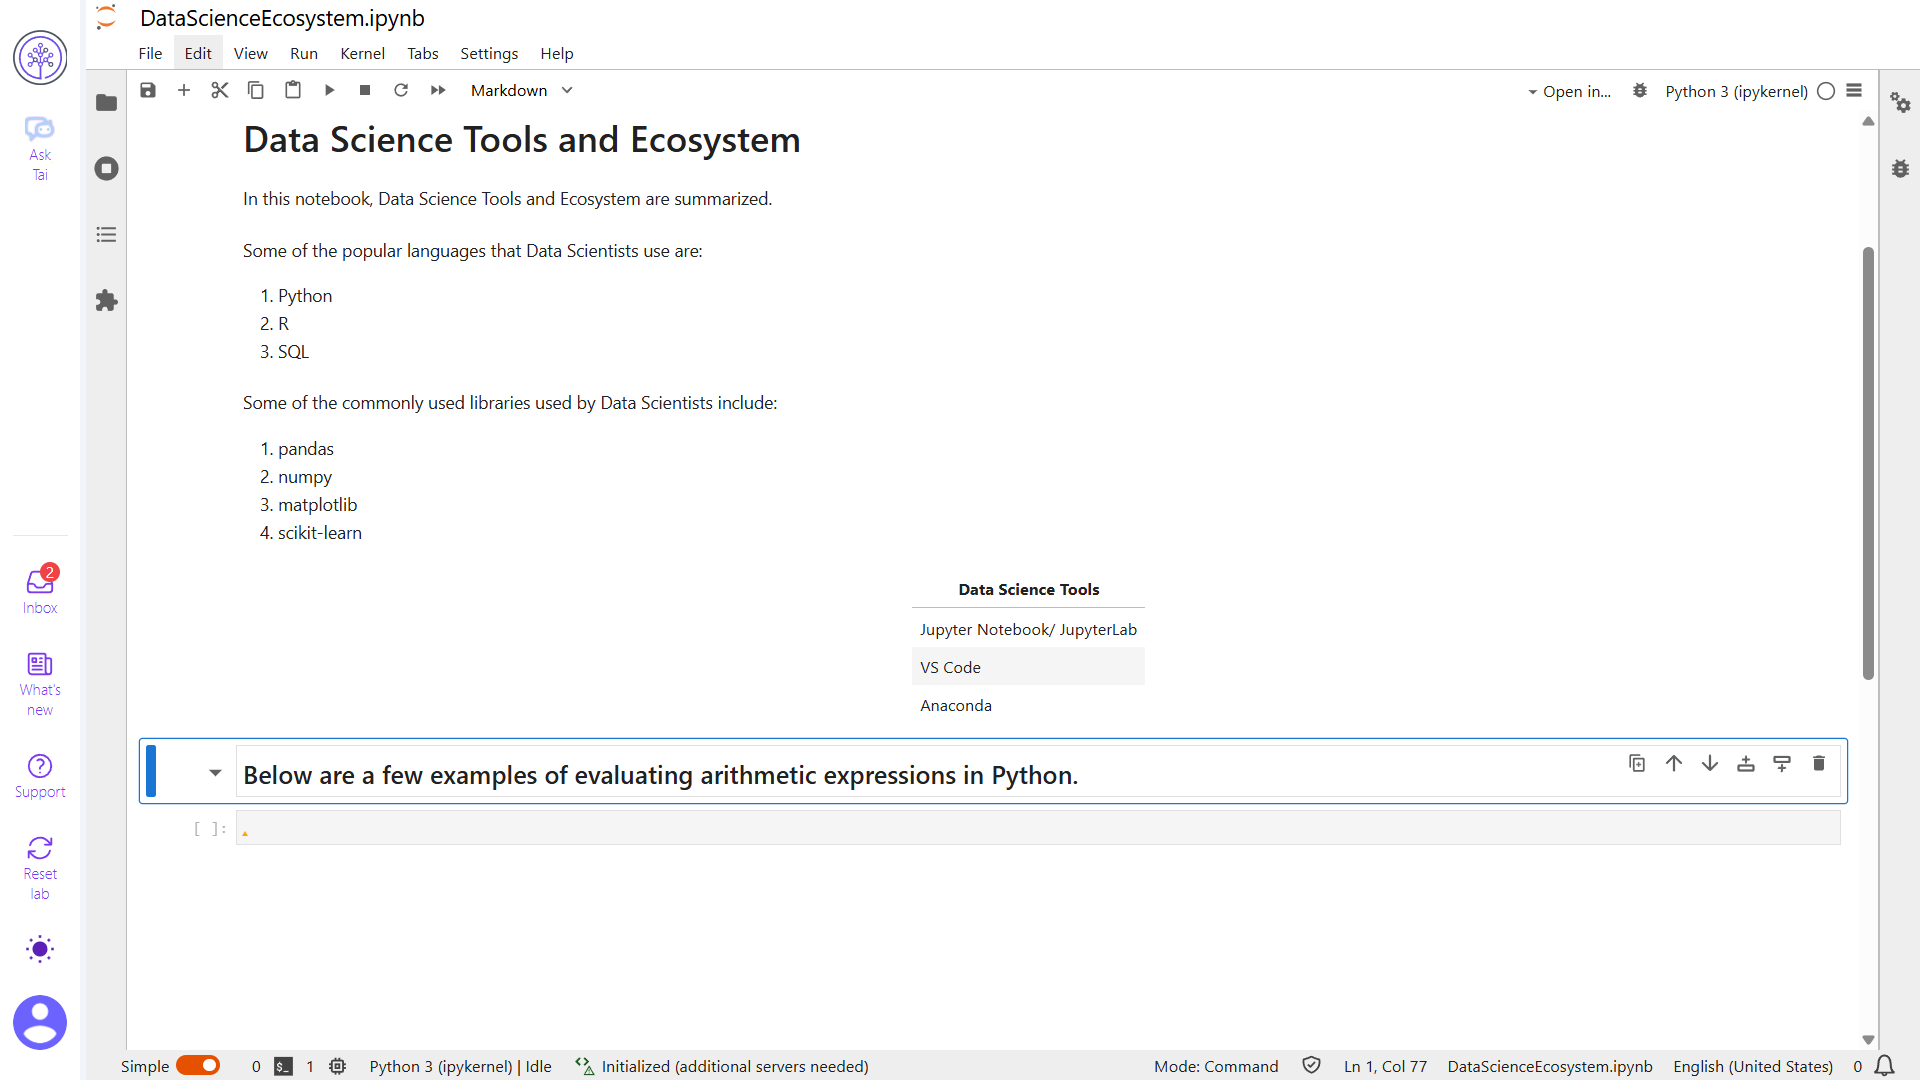 DataScienceEcosystem.ipynb
File Edit View Run Kernel Tabs Settings Help
Markdown
Open in...
Python 3 (ipykernel)
Ask
Tai
Data Science Tools and Ecosystem
In this notebook, Data Science Tools and Ecosystem are summarized.
Some of the popular languages that Data Scientists use are:
1. Python
2. R
3. SQL
Some of the commonly used libraries used by Data Scientists include:
1. pandas
2. numpy
3. matplotlib
4. scikit-learn
Data Science Tools
Jupyter Notebook/ JupyterLab
VS Code
Anaconda
Below are a few examples of evaluating arithmetic expressions in Python.
[ ]:
2
Inbox
What's
new
Support
Reset
lab
Simple 0 $_ 1 Python 3 (ipykernel) | Idle Initialized (additional servers needed) Mode: Command Ln 1, Col 77 DataScienceEcosystem.ipynb English (United States) 0